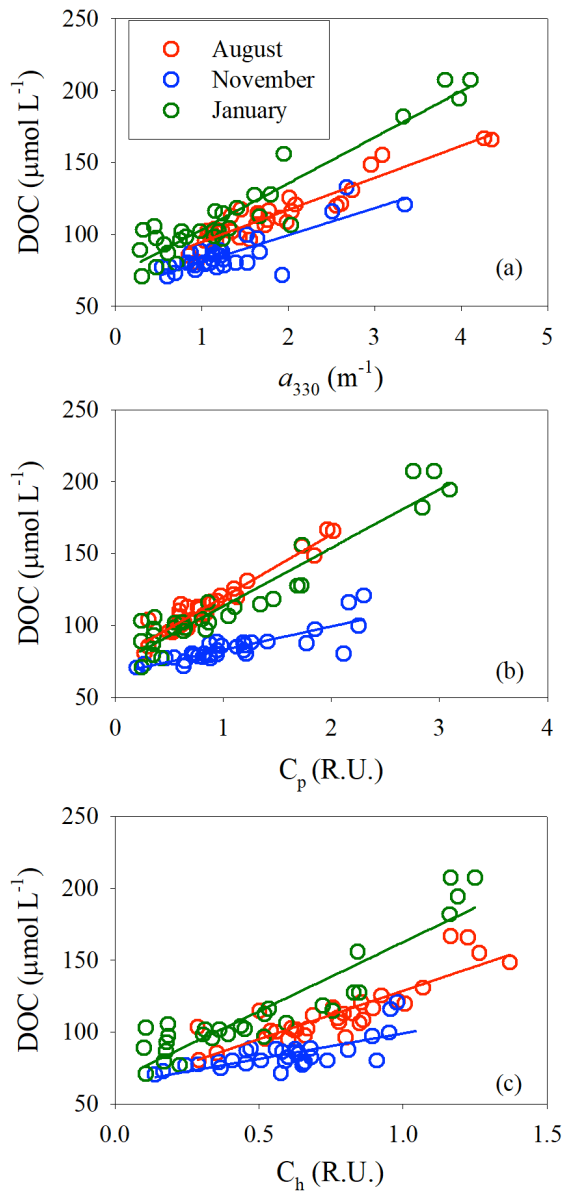 August
November
January
250
200
150
100
50
DOC (µmol L⁻¹)
(a)
0 1 2 3 4 5
a₃₃₀ (m⁻¹)
250
200
150
100
50
DOC (µmol L⁻¹)
(b)
0 1 2 3 4
Cₚ (R.U.)
250
200
150
100
50
DOC (µmol L⁻¹)
(c)
0.0 0.5 1.0 1.5
Cₕ (R.U.)